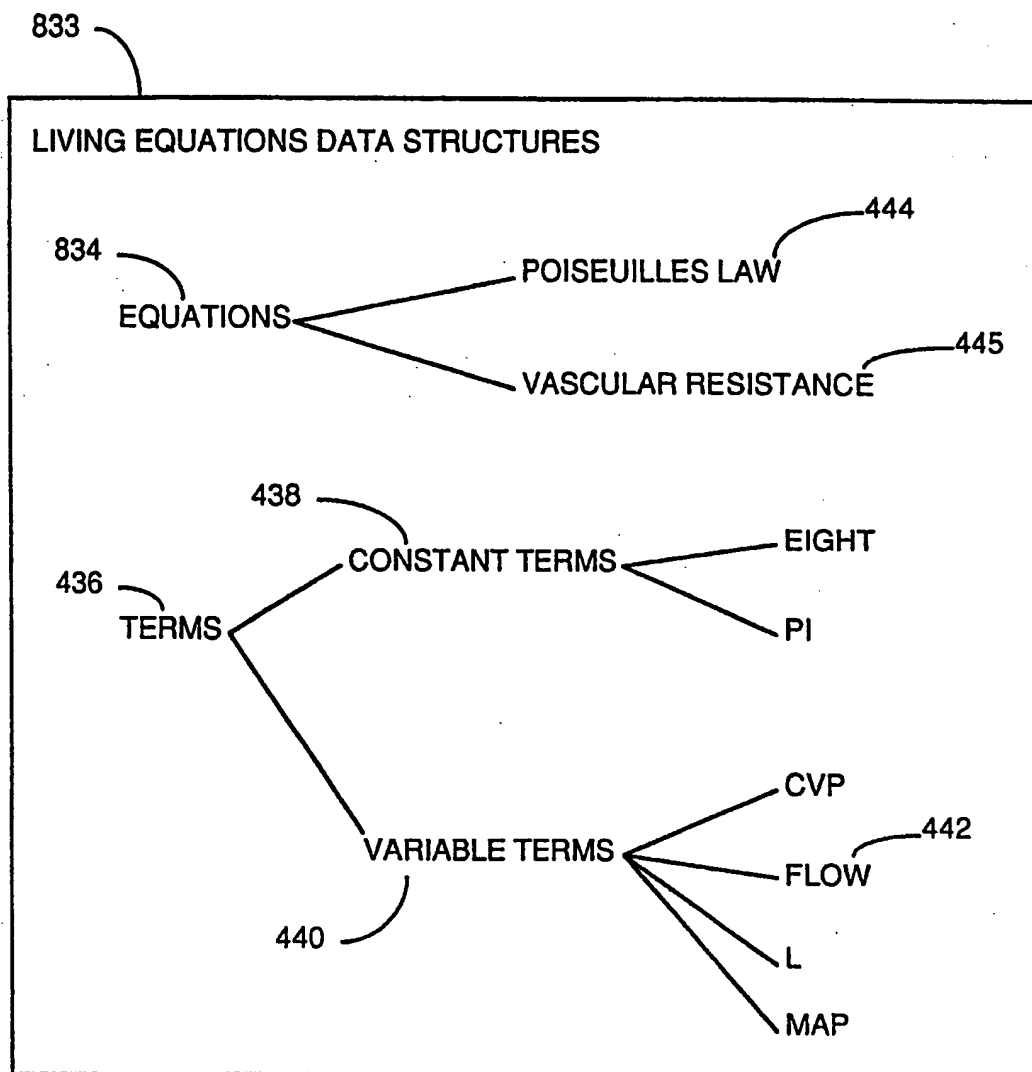 833
LIVING EQUATIONS DATA STRUCTURES
444
834
POISEUILLES LAW
EQUATIONS
445
VASCULAR RESISTANCE
438
EIGHT
CONSTANT TERMS
436
TERMS
PI
CVP
442
VARIABLE TERMS
FLOW
440
L
MAP